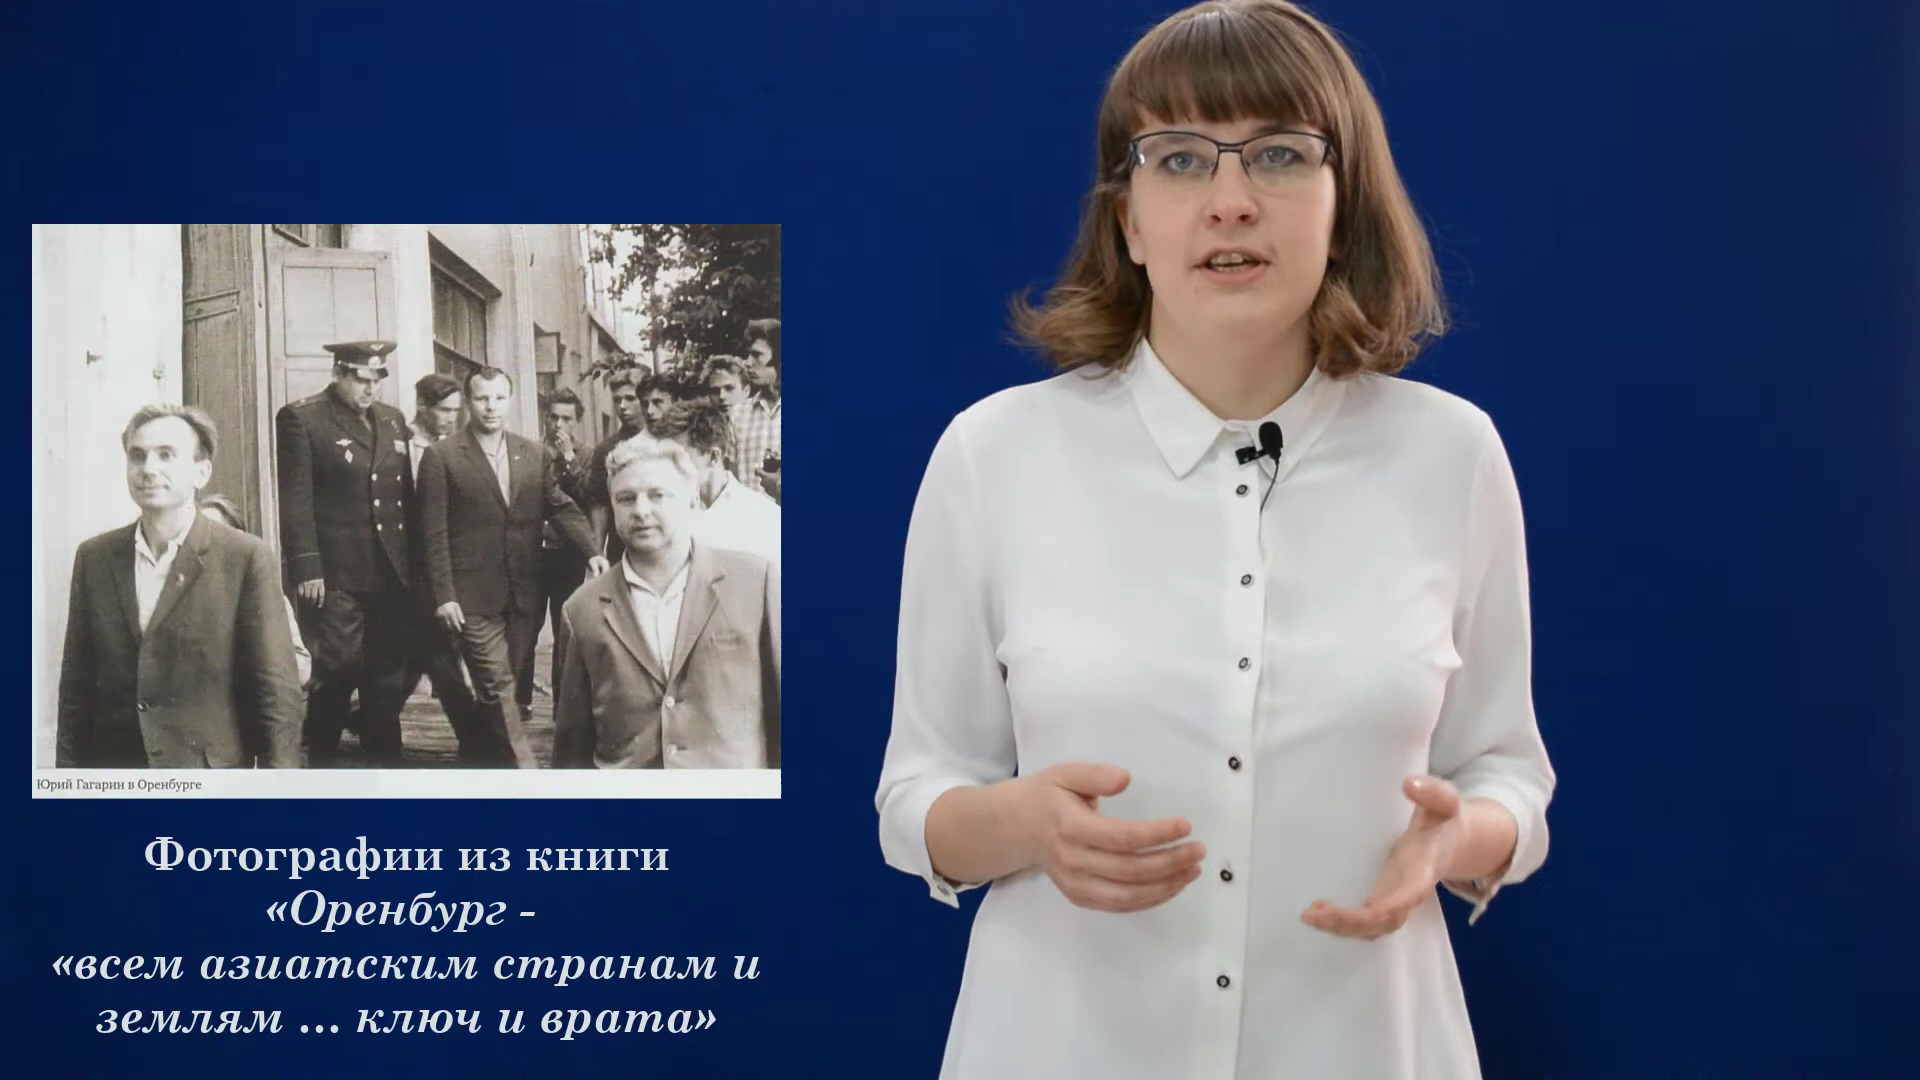 Юрий Гагарин в Оренбурге
Фотографии из книги
«Оренбург -
«всем азиатским странам и
землям ... ключ и врата»